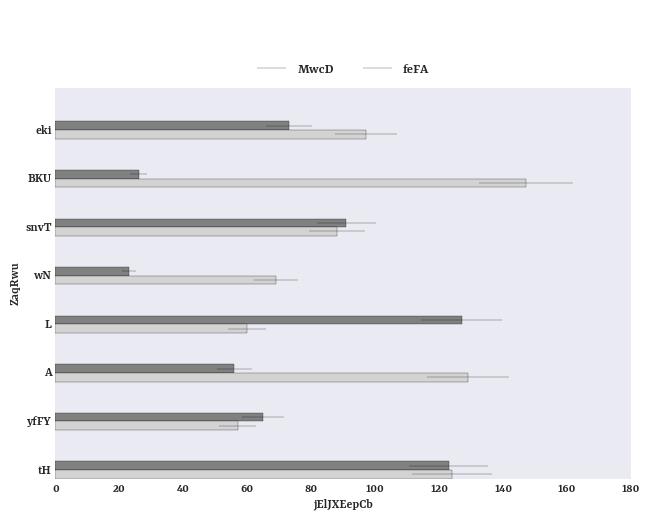 MwcD feFA
eki
BKU
snvT
wN
L
A
yfFY
tH
ZaqRwu
0 20 40 60 80 100 120 140 160 180
jElJXEepCb